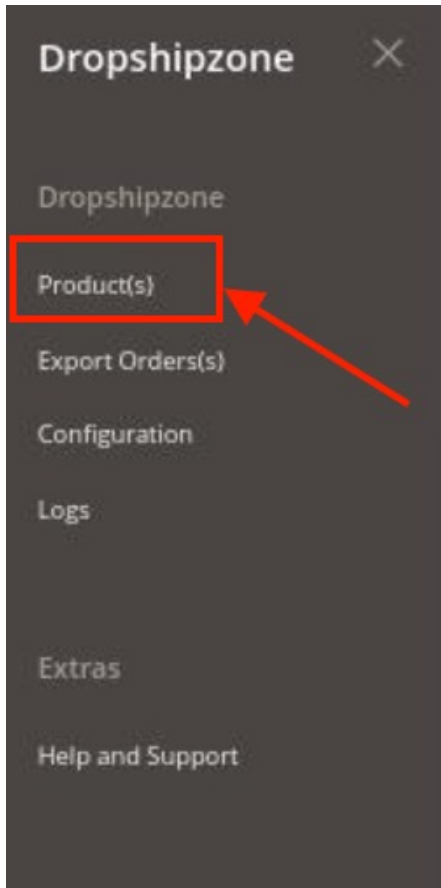 Dropshipzone
Dropshipzone
Product(s)
Export Orders(s)
Configuration
Logs
Extras
Help and Support